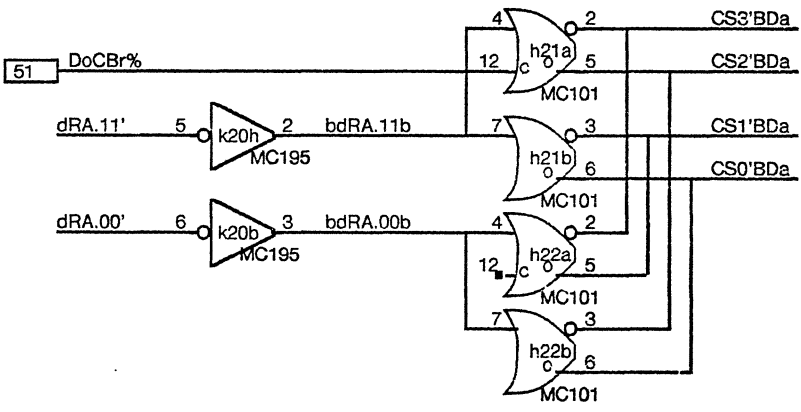 4 2 CS3'BDa
h21a
51 DoCBr% 12 c o 5 CS2'BDa
MC101
dRA.11' 5 k20h 2 bdRA.11b 7 3 CS1'BDa
MC195
h21b
o 6 CS0'BDa
MC101
dRA.00' 6 k20b 3 bdRA.00b 4 2
MC195
h22a
12 c o 5
MC101
7 3
h22b
o 6
MC101